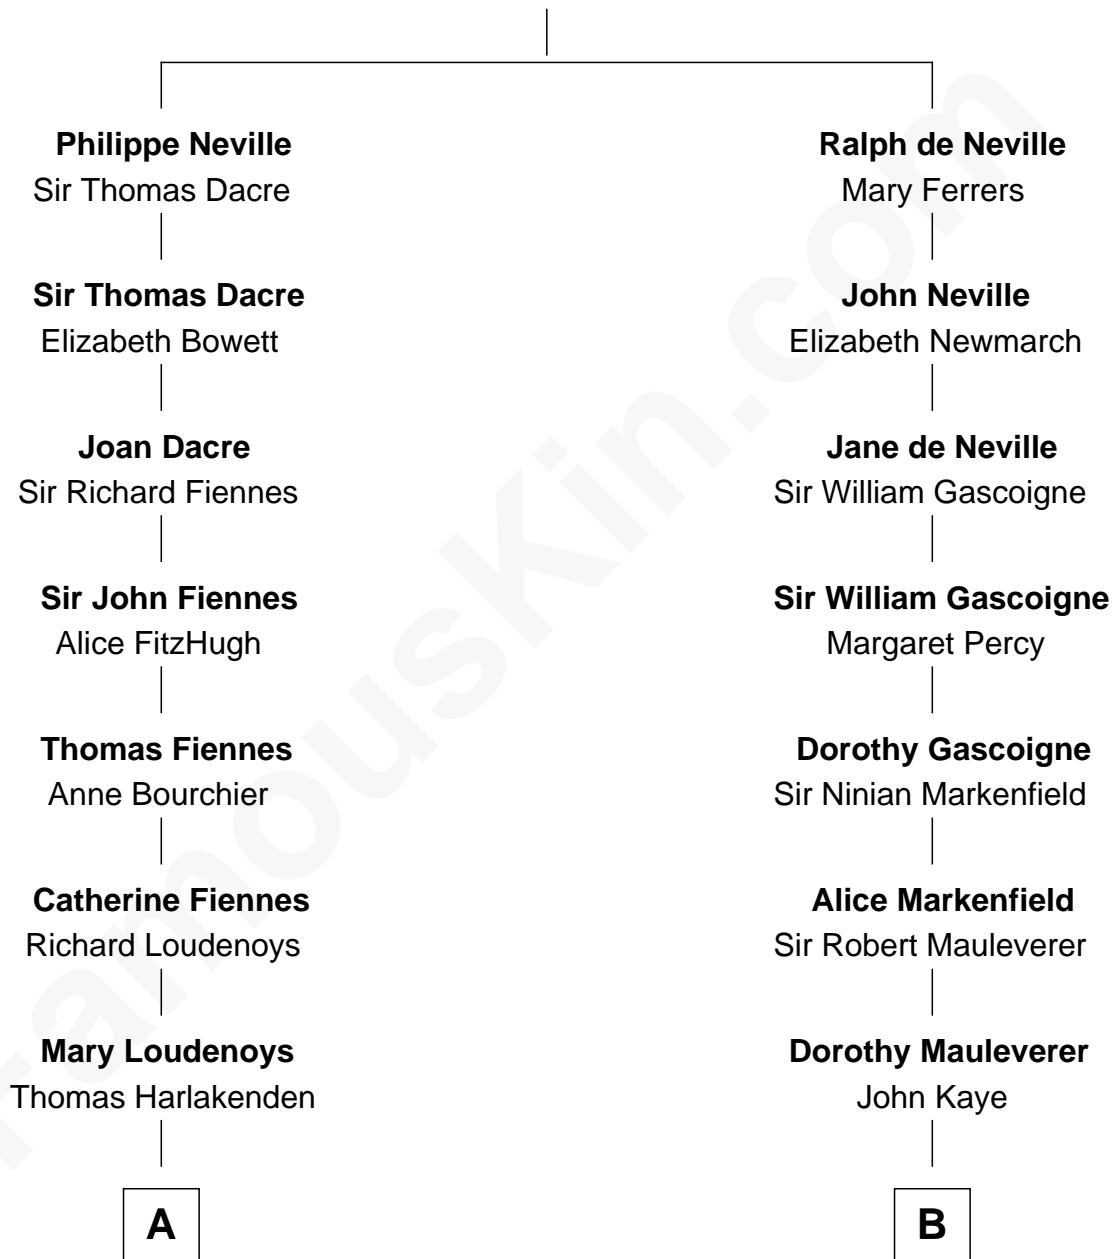 Philippe Neville
Sir Thomas Dacre
Sir Thomas Dacre
Elizabeth Bowett
Joan Dacre
Sir Richard Fiennes
Sir John Fiennes
Alice FitzHugh
Thomas Fiennes
Anne Bourchier
Catherine Fiennes
Richard Loudenoys
Mary Loudenoys
Thomas Harlakenden
A
Ralph de Neville
Mary Ferrers
John Neville
Elizabeth Newmarch
Jane de Neville
Sir William Gascoigne
Sir William Gascoigne
Margaret Percy
Dorothy Gascoigne
Sir Ninian Markenfield
Alice Markenfield
Sir Robert Mauleverer
Dorothy Mauleverer
John Kaye
B
famouskin.com